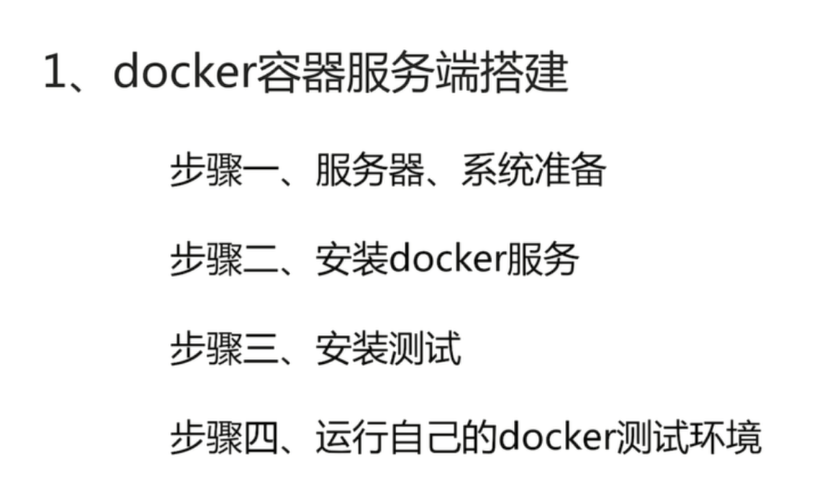 1、docker容器服务端搭建
步骤一、服务器、系统准备
步骤二、安装docker服务
步骤三、安装测试
步骤四、运行自己的docker测试环境